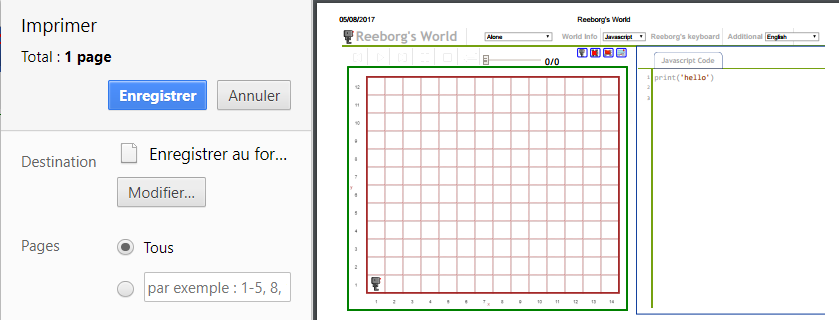 Imprimer
Total : 1 page
Enregistrer
Annuler
Destination
Enregistrer au for...
Modifier...
Pages
Tous
par exemple : 1-5, 8,
05/08/2017
Reeborg's World
Reeborg's World
Alone
World Info
Javascript
Reeborg's keyboard
Additional
English
0/0
Javascript Code
1 print('hello')
2
3
12
11
10
9
8
7
6
5
4
3
2
1
y
1 2 3 4 5 6 7 8 9 10 11 12 13 14
x